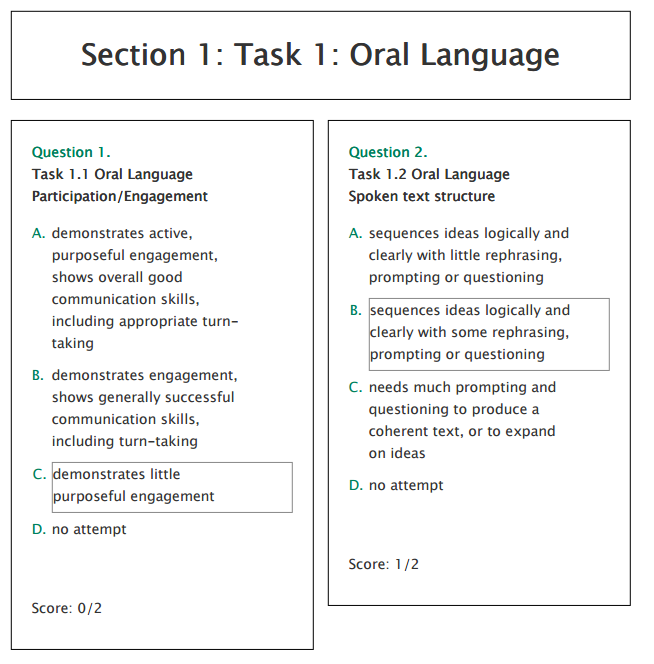 Section 1: Task 1: Oral Language
Question 1.
Task 1.1 Oral Language
Participation/Engagement
A. demonstrates active,
purposeful engagement,
shows overall good
communication skills,
including appropriate turn-
taking
B. demonstrates engagement,
shows generally successful
communication skills,
including turn-taking
C. demonstrates little
purposeful engagement
D. no attempt
Score: 0/2
Question 2.
Task 1.2 Oral Language
Spoken text structure
A. sequences ideas logically and
clearly with little rephrasing,
prompting or questioning
B. sequences ideas logically and
clearly with some rephrasing,
prompting or questioning
C. needs much prompting and
questioning to produce a
coherent text, or to expand
on ideas
D. no attempt
Score: 1/2